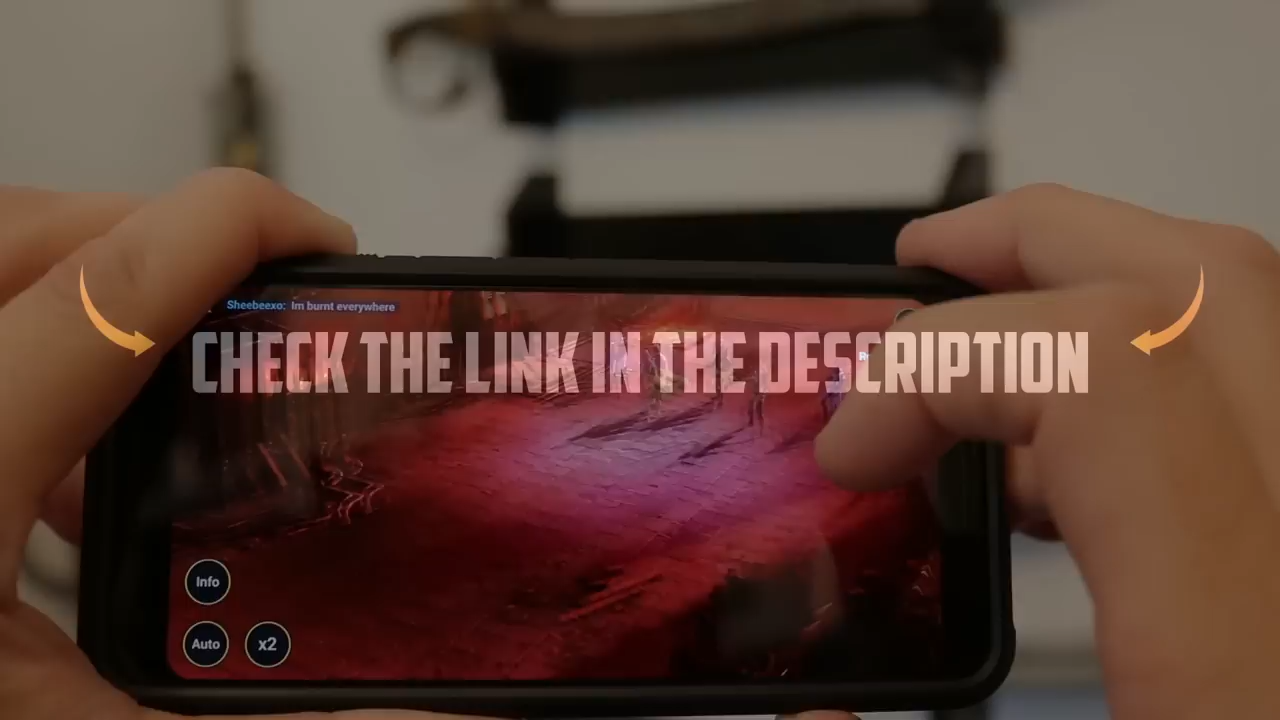 Sheebeexo: Im burnt everywhere
CHECK THE LINK IN THE DESCRIPTION
Info
Auto
x2